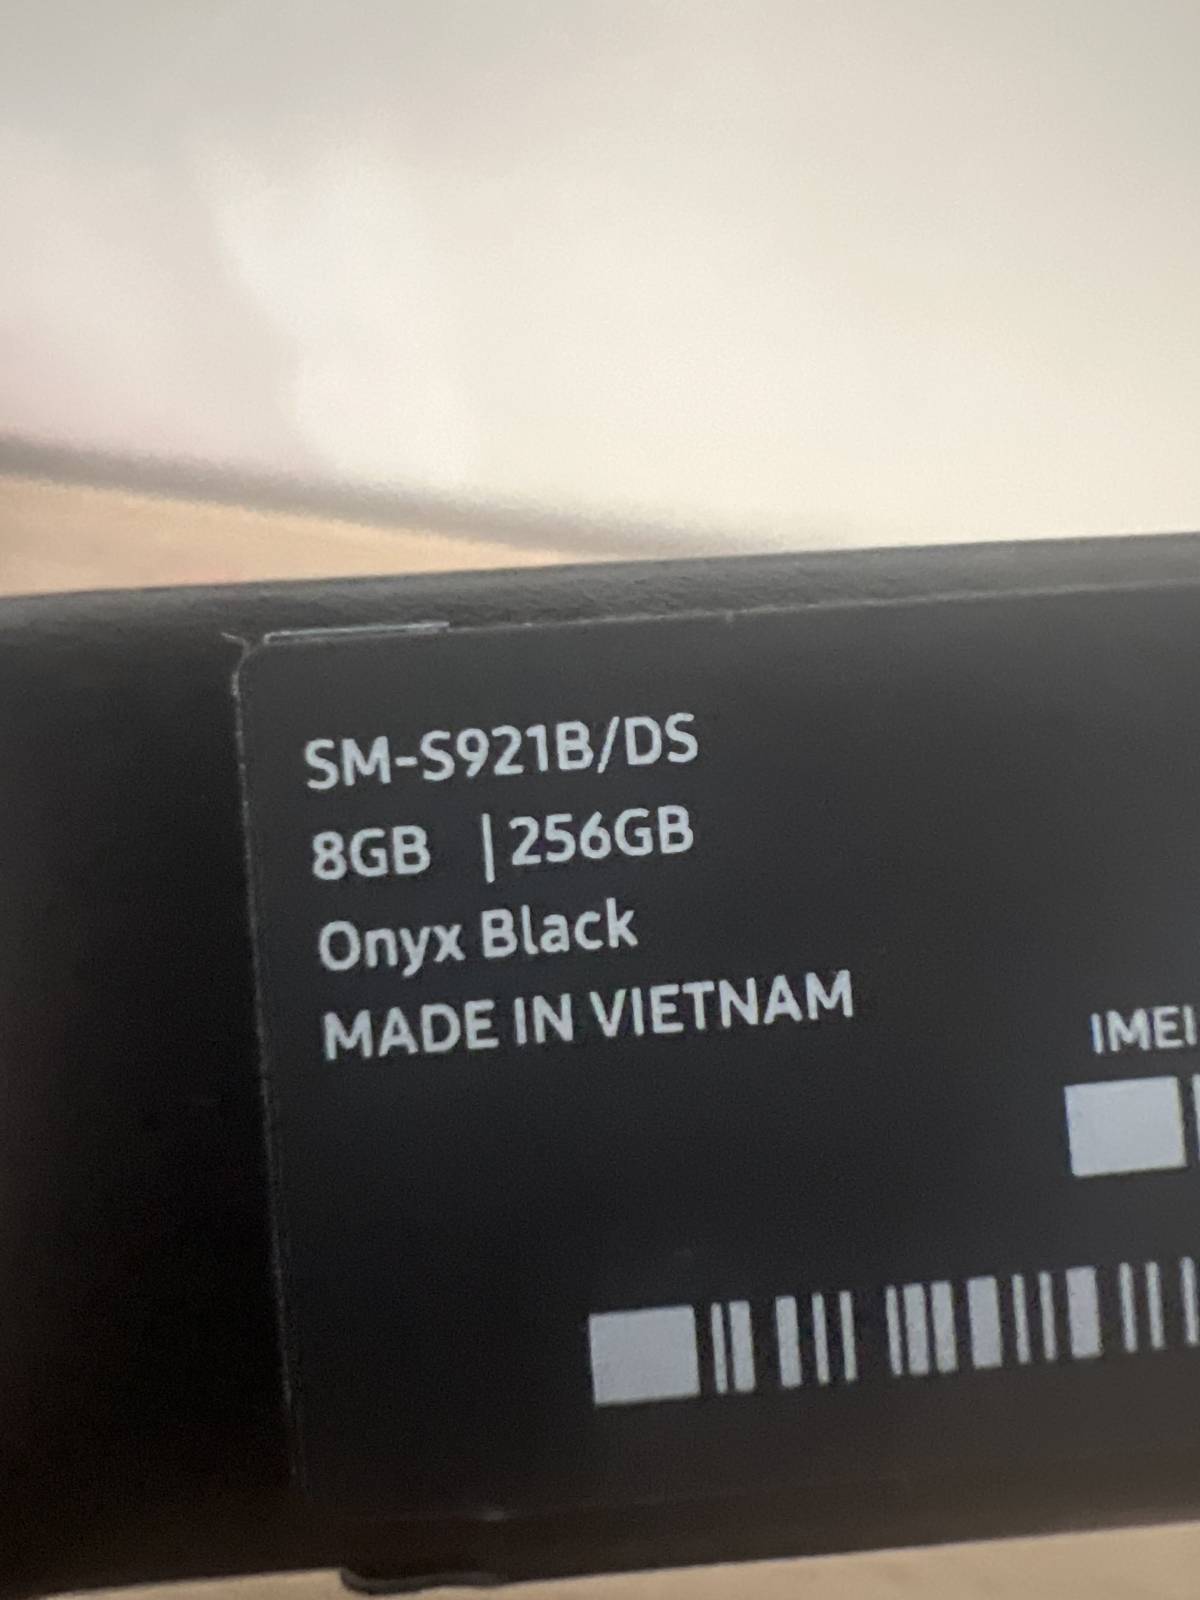 SM-S921B/DS
8GB | 256GB
Onyx Black
MADE IN VIETNAM
IMEI